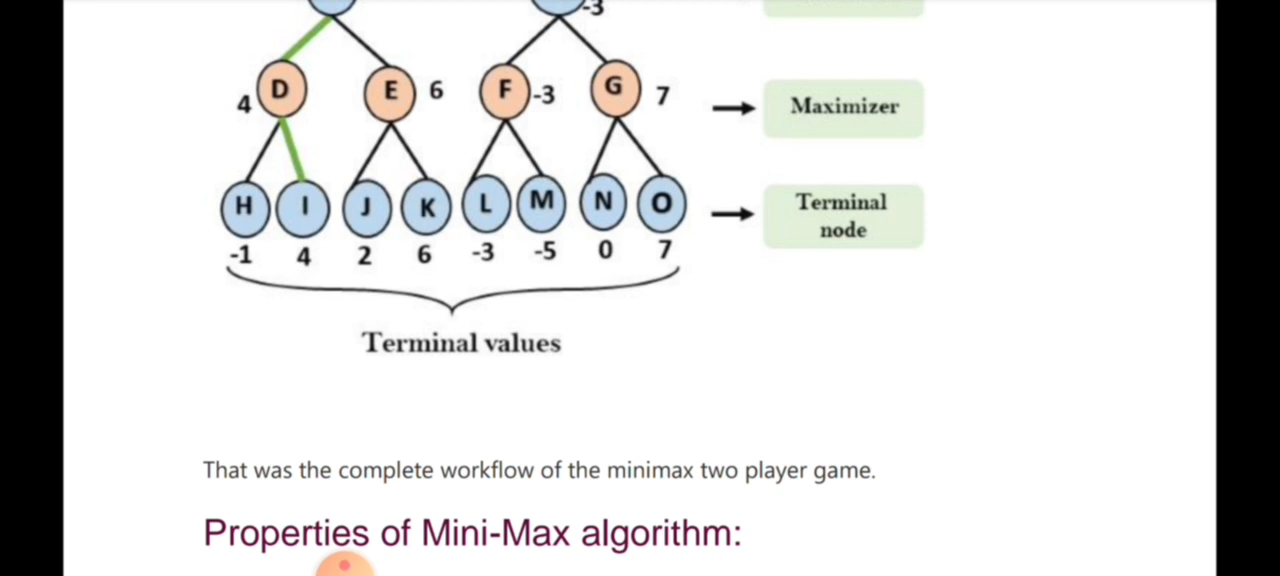 -3
D
E
6
F
-3
G
7
4
Maximizer
H
I
J
K
L
M
N
O
Terminal
node
-1
4
2
6
-3
-5
0
7
Terminal values
That was the complete workflow of the minimax two player game.
Properties of Mini-Max algorithm: